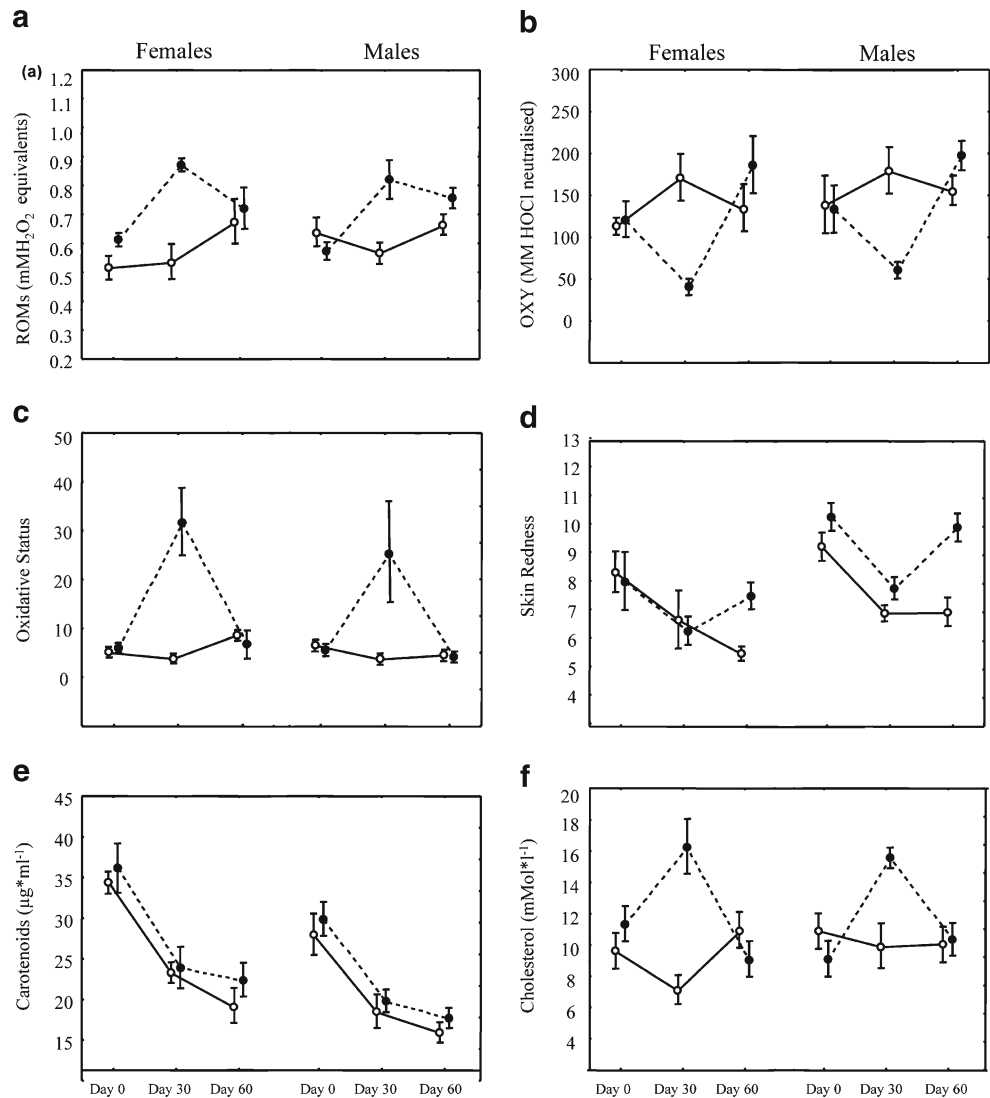 a
Females Males
(a)
ROMs (mMH2O2 equivalents)
1.2
1.1
1.0
0.9
0.8
0.7
0.6
0.5
0.4
0.3
0.2
b
Females Males
OXY (MM HOCl neutralised)
300
250
200
150
100
50
0
c
Oxidative Status
50
40
30
20
10
0
d
Skin Redness
13
12
11
10
9
8
7
6
5
4
e
Carotenoids (µg*ml-1)
45
40
35
30
25
20
15
Day 0 Day 30 Day 60 Day 0 Day 30 Day 60
f
Cholesterol (mMol*l-1)
20
18
16
14
12
10
8
6
4
Day 0 Day 30 Day 60 Day 0 Day 30 Day 60